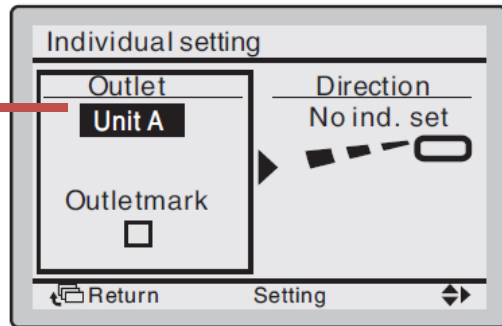 Individual setting
Outlet
Unit A
Outletmark
Direction
No ind. set
Return Setting